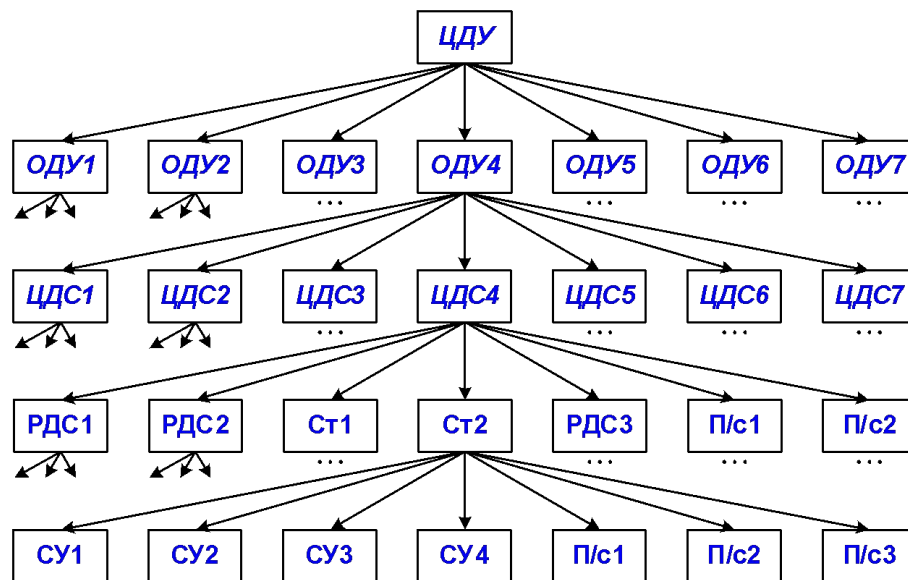 ЦДУ
ОДУ1 ОДУ2 ОДУ3 ОДУ4 ОДУ5 ОДУ6 ОДУ7
... ... ... ...
ЦДС1 ЦДС2 ЦДС3 ЦДС4 ЦДС5 ЦДС6 ЦДС7
... ... ... ...
РДС1 РДС2 Ст1 Ст2 РДС3 П/с1 П/с2
... ... ... ...
СУ1 СУ2 СУ3 СУ4 П/с1 П/с2 П/с3